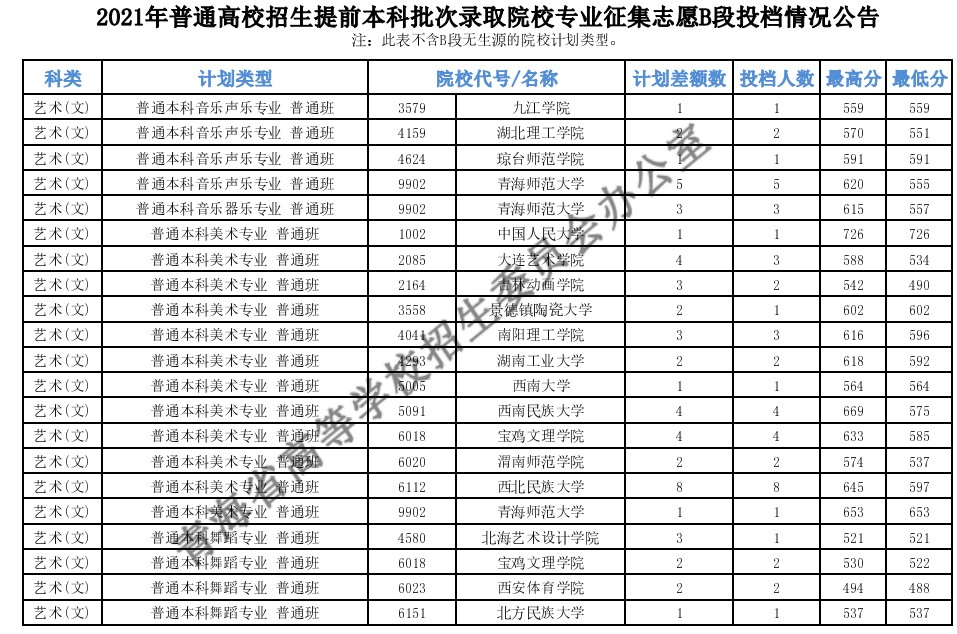 2021年普通高校招生提前本科批次录取院校专业征集志愿B段投档情况公告
注：此表不含B段无生源的院校计划类型。
科类 计划类型 院校代号/名称 计划差额数 投档人数 最高分 最低分
艺术(文) 普通本科音乐声乐专业 普通班 3579 九江学院 1 1 559 559
艺术(文) 普通本科音乐声乐专业 普通班 4159 湖北理工学院 2 2 570 551
艺术(文) 普通本科音乐声乐专业 普通班 4624 琼台师范学院 1 1 591 591
艺术(文) 普通本科音乐声乐专业 普通班 9902 青海师范大学 5 5 620 555
艺术(文) 普通本科音乐器乐专业 普通班 9902 青海师范大学 3 3 615 557
艺术(文) 普通本科美术专业 普通班 1002 中国人民大学 1 1 726 726
艺术(文) 普通本科美术专业 普通班 2085 大连艺术学院 4 3 588 534
艺术(文) 普通本科美术专业 普通班 2164 吉林动画学院 3 2 542 490
艺术(文) 普通本科美术专业 普通班 3558 景德镇陶瓷大学 2 1 602 602
艺术(文) 普通本科美术专业 普通班 4041 南阳理工学院 3 3 616 596
艺术(文) 普通本科美术专业 普通班 4293 湖南工业大学 2 2 618 592
艺术(文) 普通本科美术专业 普通班 5005 西南大学 1 1 564 564
艺术(文) 普通本科美术专业 普通班 5091 西南民族大学 4 4 669 575
艺术(文) 普通本科美术专业 普通班 6018 宝鸡文理学院 4 4 633 585
艺术(文) 普通本科美术专业 普通班 6020 渭南师范学院 2 2 574 537
艺术(文) 普通本科美术专业 普通班 6112 西北民族大学 8 8 645 597
艺术(文) 普通本科美术专业 普通班 9902 青海师范大学 1 1 653 653
艺术(文) 普通本科舞蹈专业 普通班 4580 北海艺术设计学院 3 1 521 521
艺术(文) 普通本科舞蹈专业 普通班 6018 宝鸡文理学院 2 2 530 522
艺术(文) 普通本科舞蹈专业 普通班 6023 西安体育学院 2 2 494 488
艺术(文) 普通本科舞蹈专业 普通班 6151 北方民族大学 1 1 537 537
青海省高等学校招生委员会办公室